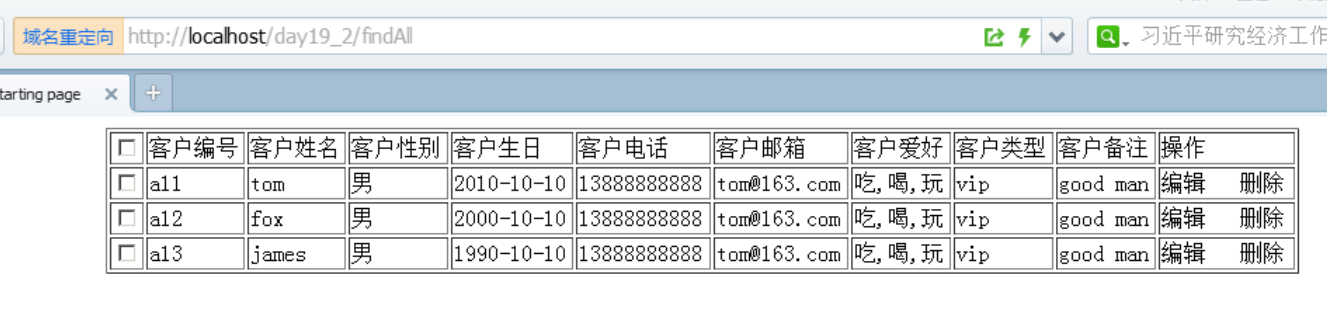 域名重定向 http://localhost/day19_2/findAll 习近平研究经济工作
tarting page
客户编号 客户姓名 客户性别 客户生日 客户电话 客户邮箱 客户爱好 客户类型 客户备注 操作
a11 tom 男 2010-10-10 13888888888 tom@163.com 吃,喝,玩 vip good man 编辑 删除
a12 fox 男 2000-10-10 13888888888 tom@163.com 吃,喝,玩 vip good man 编辑 删除
a13 james 男 1990-10-10 13888888888 tom@163.com 吃,喝,玩 vip good man 编辑 删除